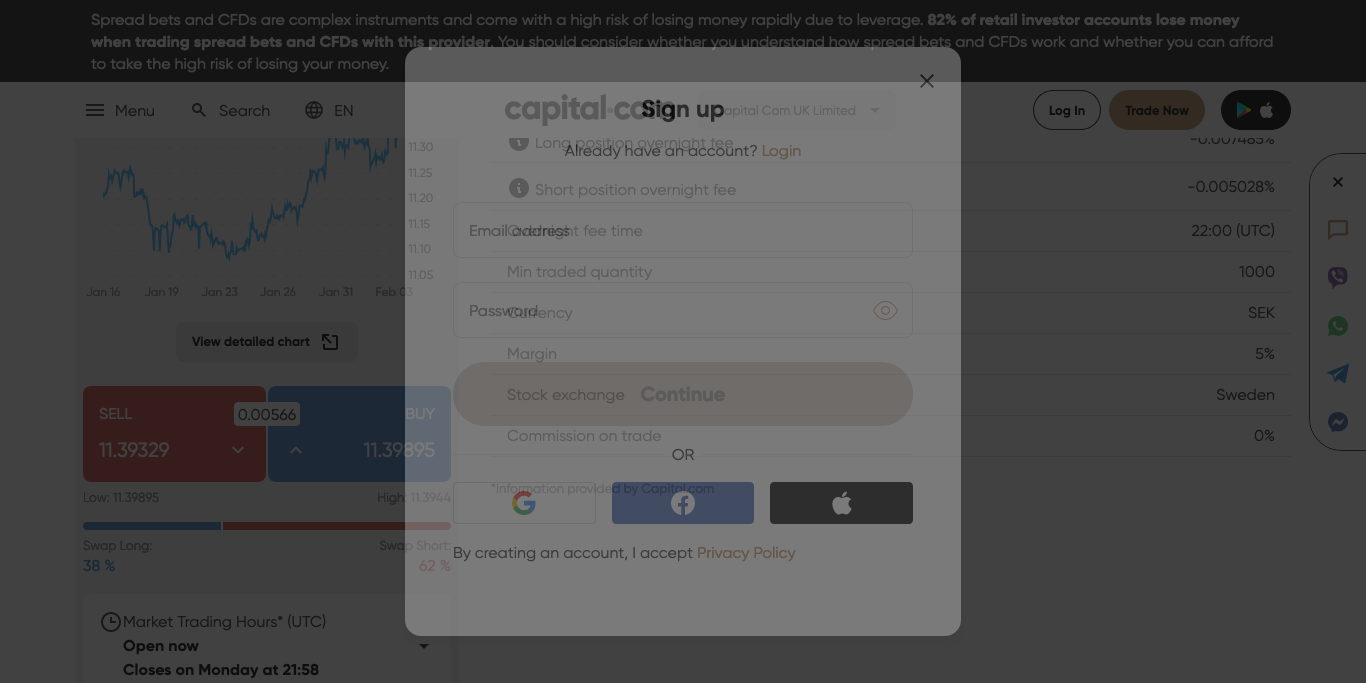 Spread bets and CFDs are complex instruments and come with a high risk of losing money rapidly due to leverage. 82% of retail investor accounts lose money
when trading spread bets and CFDs with this provider. You should consider whether you understand how spread bets and CFDs work and whether you can afford
to take the high risk of losing your money.
Menu
Search
EN
capital.com
Capital Com UK Limited
Log In
Trade Now
Sign up
Already have an account? Login
Email address
Password
Continue
OR
By creating an account, I accept Privacy Policy
11.30
11.25
11.20
11.15
11.10
11.05
Jan 16 Jan 19 Jan 23 Jan 26 Jan 31 Feb 03
View detailed chart
SELL
11.39329
0.00566
BUY
11.39895
Low: 11.39895
High: 11.3944
Swap Long:
38 %
Swap Short:
62 %
Market Trading Hours* (UTC)
Open now
Closes on Monday at 21:58
Long position overnight fee -0.007485%
Short position overnight fee -0.005028%
Overnight fee time 22:00 (UTC)
Min traded quantity 1000
Currency SEK
Margin 5%
Stock exchange Sweden
Commission on trade 0%
*information provided by Capital.com